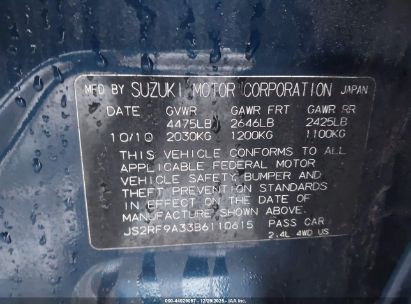 MFD BY SUZUKI MOTOR CORPORATION JAPAN
DATE GVWR GAWR FRT GAWR RR
4475LB 2646LB 2425LB
10/10 2030KG 1200KG 1100KG
THIS VEHICLE CONFORMS TO ALL
APPLICABLE FEDERAL MOTOR
VEHICLE SAFETY BUMPER AND
THEFT PREVENTION STANDARDS
IN EFFECT ON THE DATE OF
MANUFACTURE SHOWN ABOVE.
JS2RF9A33B6110615 PASS CAR
2.4L 4WD US